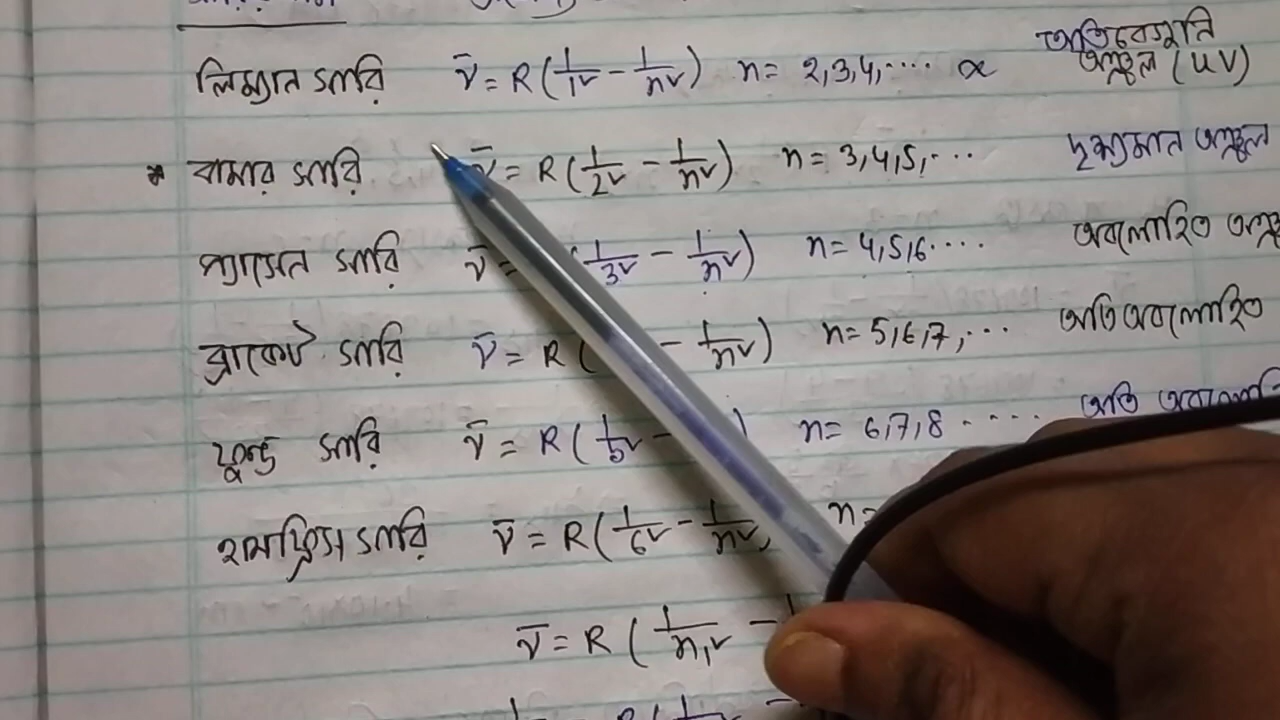 লিম্যান সারি ν̅ = R(1/1² − 1/n²) n = 2,3,4,.... α অতিবেগুনি অঞ্চল (UV)
* বামার সারি ν̅ = R(1/2² − 1/n²) n = 3,4,5,... দৃশ্যমান অঞ্চল
প্যাসেন সারি ν̅ = (1/3² − 1/n²) n = 4,5,6.... অবলোহিত
ব্রাকেট সারি ν̅ = R( − 1/n²) n = 5,6,7,... অতি অবলোহিত
ফুন্ড সারি ν̅ = R(1/5² − ) n = 6,7,8.... অতি
হামফ্রিস সারি ν̅ = R(1/6² − 1/n² n =
ν̅ = R(1/n₁² −